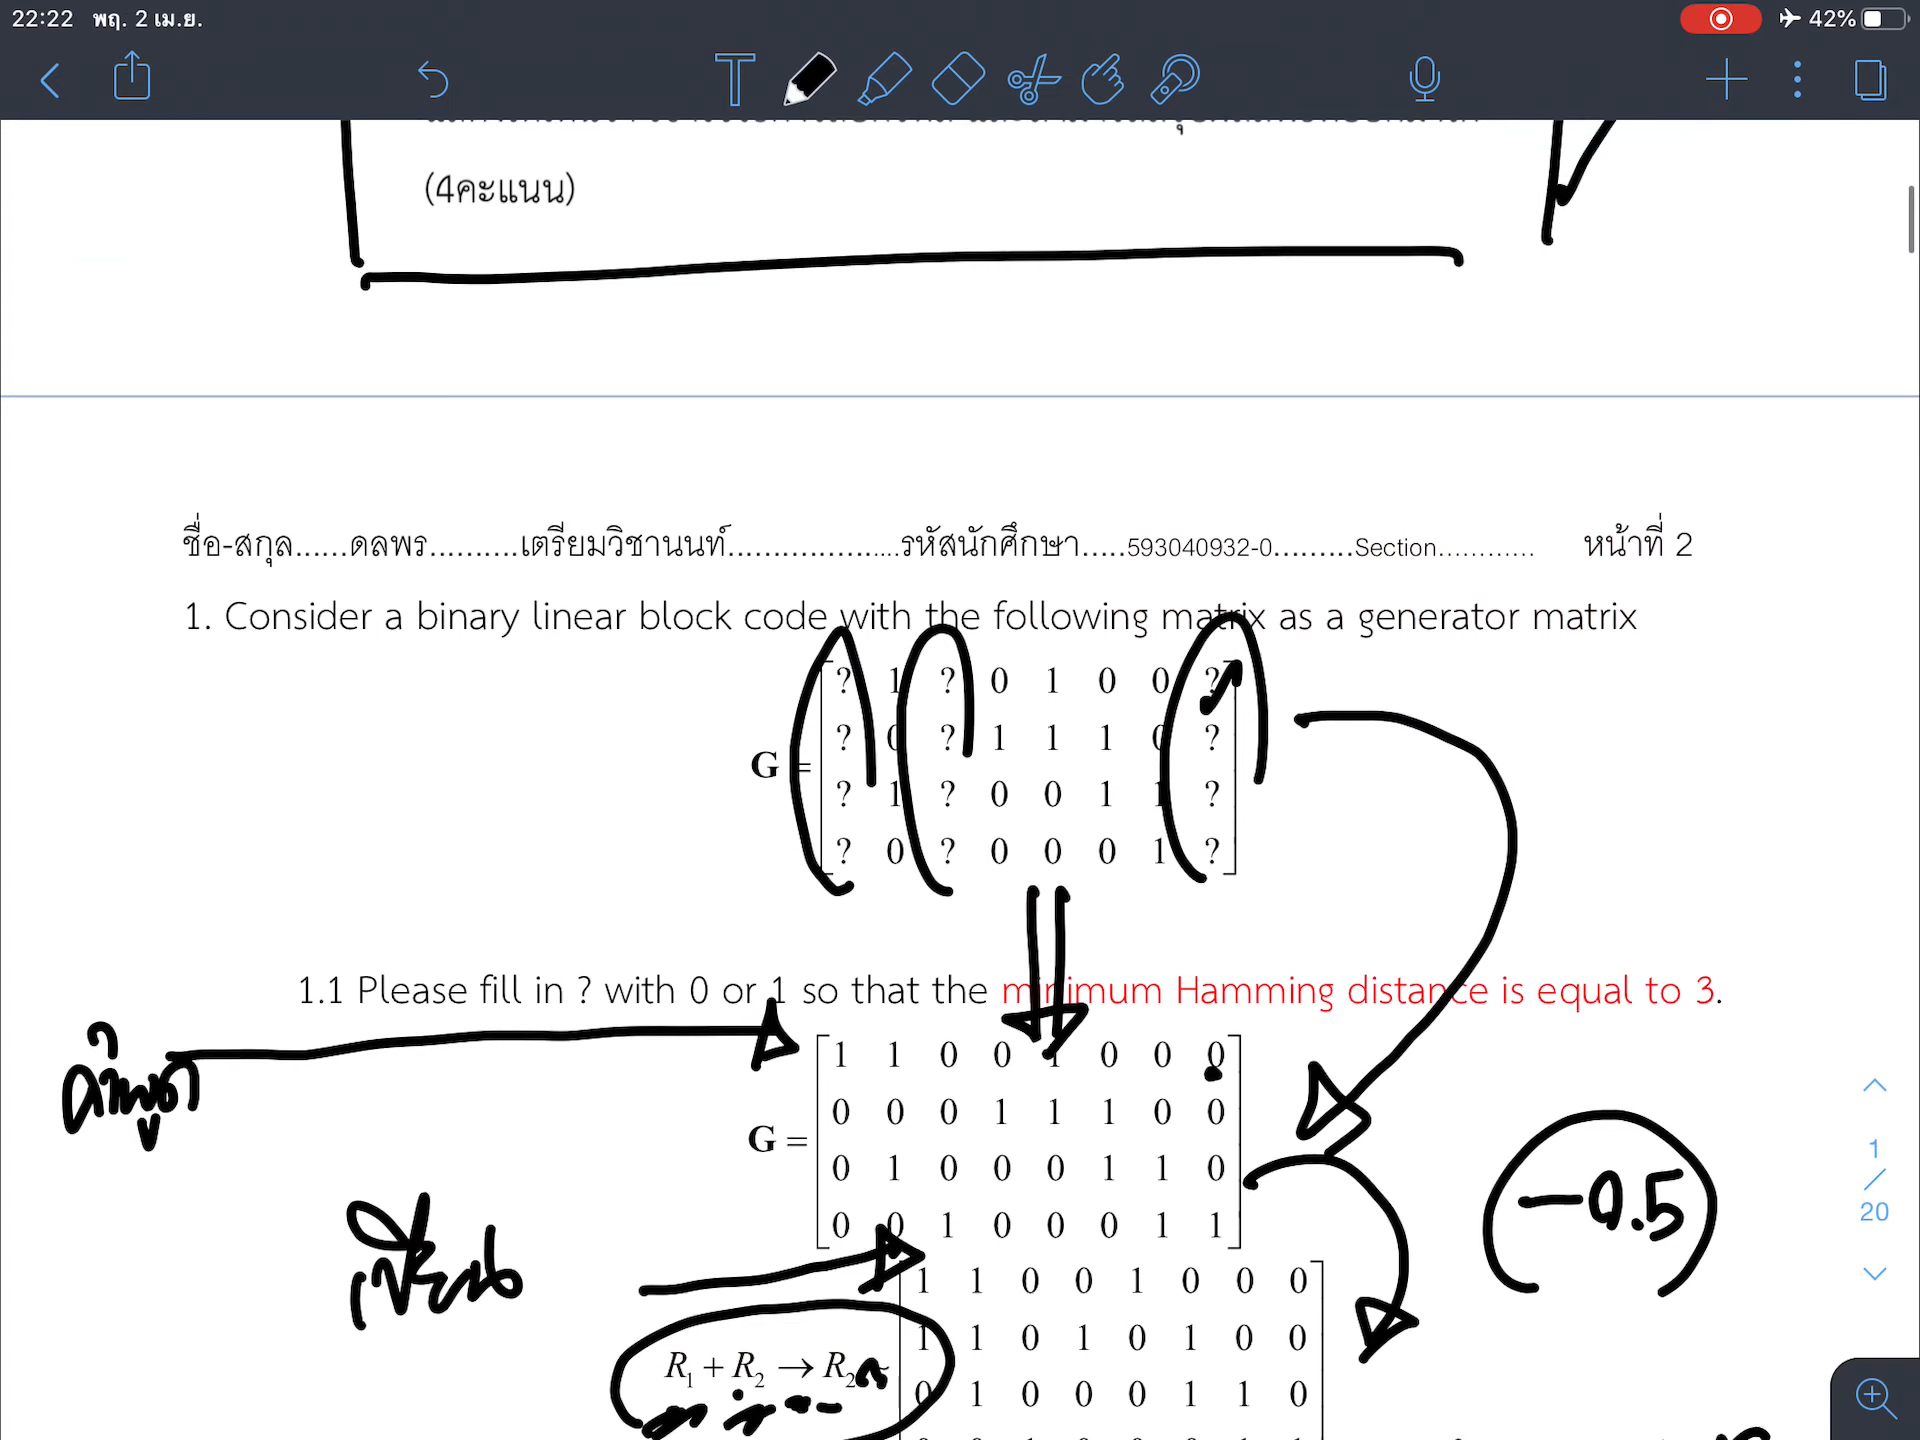 22:22 พฤ. 2 เม.ย. 42%
(4คะแนน)
ชื่อ-สกุล......ดลพร..........เตรียมวิชานนท์...................รหัสนักศึกษา.....593040932-0.........Section............ หน้าที่ 2
1. Consider a binary linear block code with the following matrix as a generator matrix
? 1 ? 0 1 0 0 ?
? 0 ? 1 1 1 0 ?
G =
? 1 ? 0 0 1 1 ?
? 0 ? 0 0 0 1 ?
1.1 Please fill in ? with 0 or 1 so that the minimum Hamming distance is equal to 3.
1 1 0 0 1 0 0 0
0 0 0 1 1 1 0 0
G =
0 1 0 0 0 1 1 0
0 0 1 0 0 0 1 1
คำพูด
เขียน
-0.5
1
/
20
1 1 0 0 1 0 0 0
1 1 0 1 0 1 0 0
R1 + R2 → R2
0 1 0 0 0 1 1 0